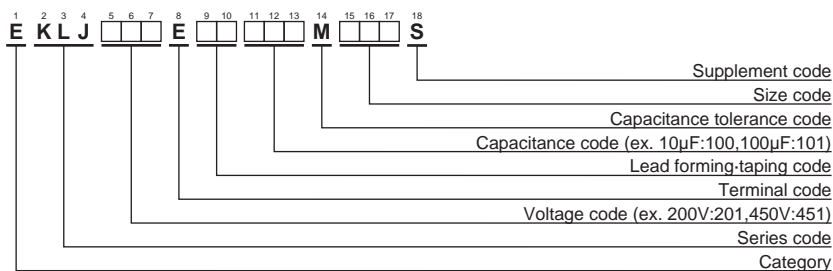 1 2 3 4 5 6 7 8 9 10 11 12 13 14 15 16 17 18
E KLJ E M S
Supplement code
Size code
Capacitance tolerance code
Capacitance code (ex. 10μF:100,100μF:101)
Lead forming·taping code
Terminal code
Voltage code (ex. 200V:201,450V:451)
Series code
Category